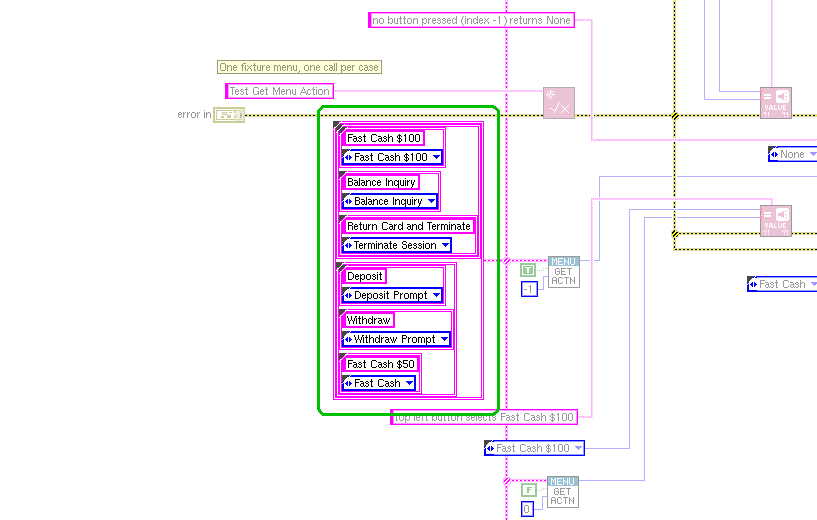 no button pressed (index -1) returns None
One fixture menu, one call per case
Test Get Menu Action
error in
=
VALUE
Fast Cash $100
Fast Cash $100
None
Balance Inquiry
Balance Inquiry
=
VALUE
Return Card and Terminate
Terminate Session
T
MENU
GET
ACTN
-1
Deposit
Deposit Prompt
Fast Cash
Withdraw
Withdraw Prompt
Fast Cash $50
Fast Cash
top left button selects Fast Cash $100
Fast Cash $100
F
MENU
GET
ACTN
0